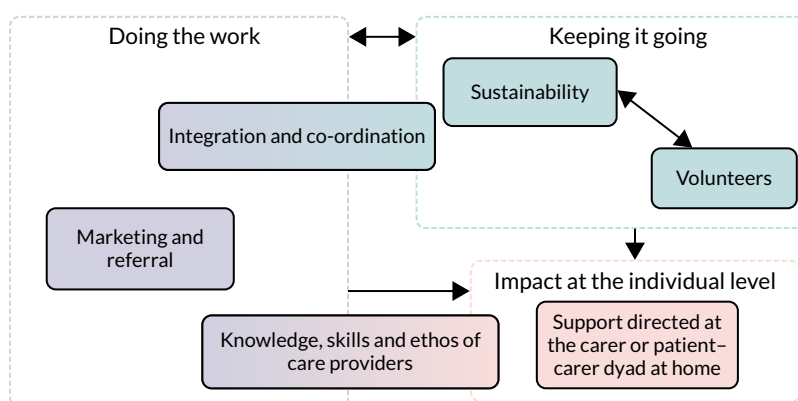 Doing the work
Keeping it going
Sustainability
Integration and co-ordination
Volunteers
Marketing and
referral
Impact at the individual level
Support directed at
the carer or patient–
carer dyad at home
Knowledge, skills and ethos of
care providers